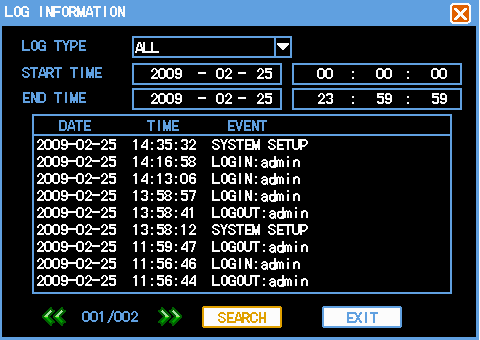 LOG INFORMATION
LOG TYPE ALL
START TIME 2009 - 02 - 25 00 : 00 : 00
END TIME 2009 - 02 - 25 23 : 59 : 59
DATE TIME EVENT
2009-02-25 14:35:32 SYSTEM SETUP
2009-02-25 14:16:58 LOGIN:admin
2009-02-25 14:13:06 LOGIN:admin
2009-02-25 13:58:57 LOGIN:admin
2009-02-25 13:58:41 LOGOUT:admin
2009-02-25 13:58:12 SYSTEM SETUP
2009-02-25 11:59:47 LOGOUT:admin
2009-02-25 11:56:46 LOGIN:admin
2009-02-25 11:56:44 LOGOUT:admin
001/002 SEARCH EXIT